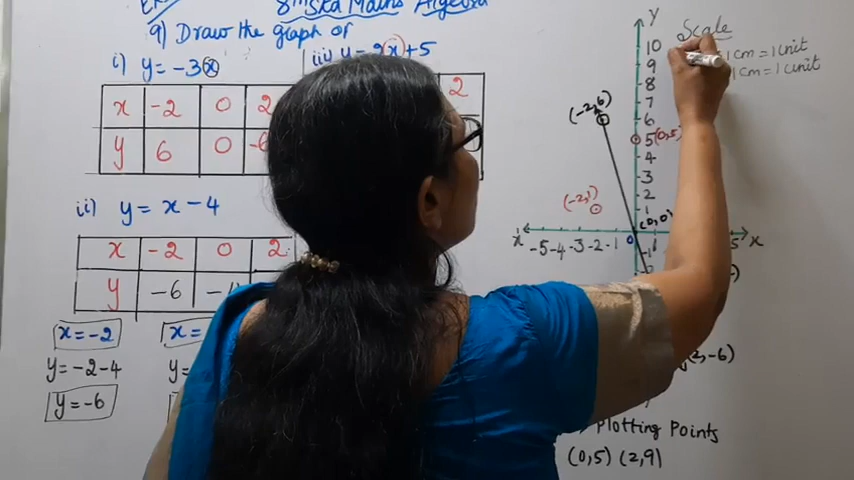 8th Ska Maths Algebra
9) Draw the graph of
i) y = -3x
x -2 0 2
y 6 0 -6
iii) y = 2x+5
2
ii) y = x-4
x -2 0 2
y -6 -4
x = -2
y = -2-4
y = -6
x =
y =
Scale
1cm = 1 unit
1cm = 1 unit
Y
10
9
8
7
6
5
4
3
2
1
(-2,6)
(0,5)
(-2,1)
(0,0)
x -5 -4 -3 -2 -1 0 1 5 x
-1
(2,-6)
Plotting Points
(0,5) (2,9)